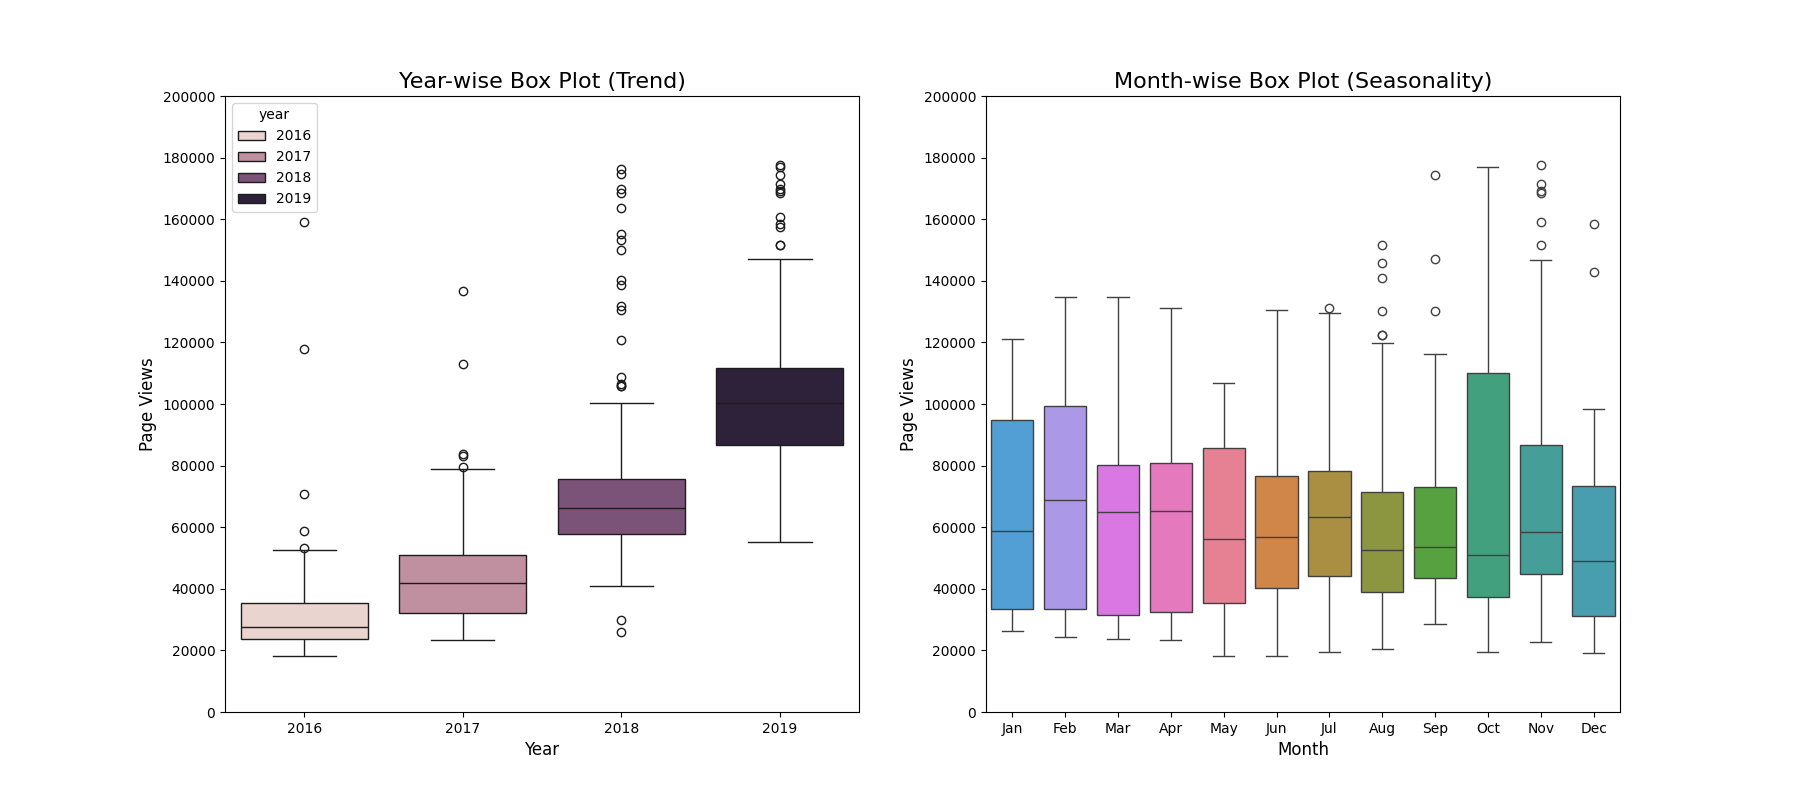 Year-wise Box Plot (Trend)
Page Views
200000
180000
160000
140000
120000
100000
80000
60000
40000
20000
0
year
2016
2017
2018
2019
2016 2017 2018 2019
Year
Month-wise Box Plot (Seasonality)
Page Views
200000
180000
160000
140000
120000
100000
80000
60000
40000
20000
0
Jan Feb Mar Apr May Jun Jul Aug Sep Oct Nov Dec
Month